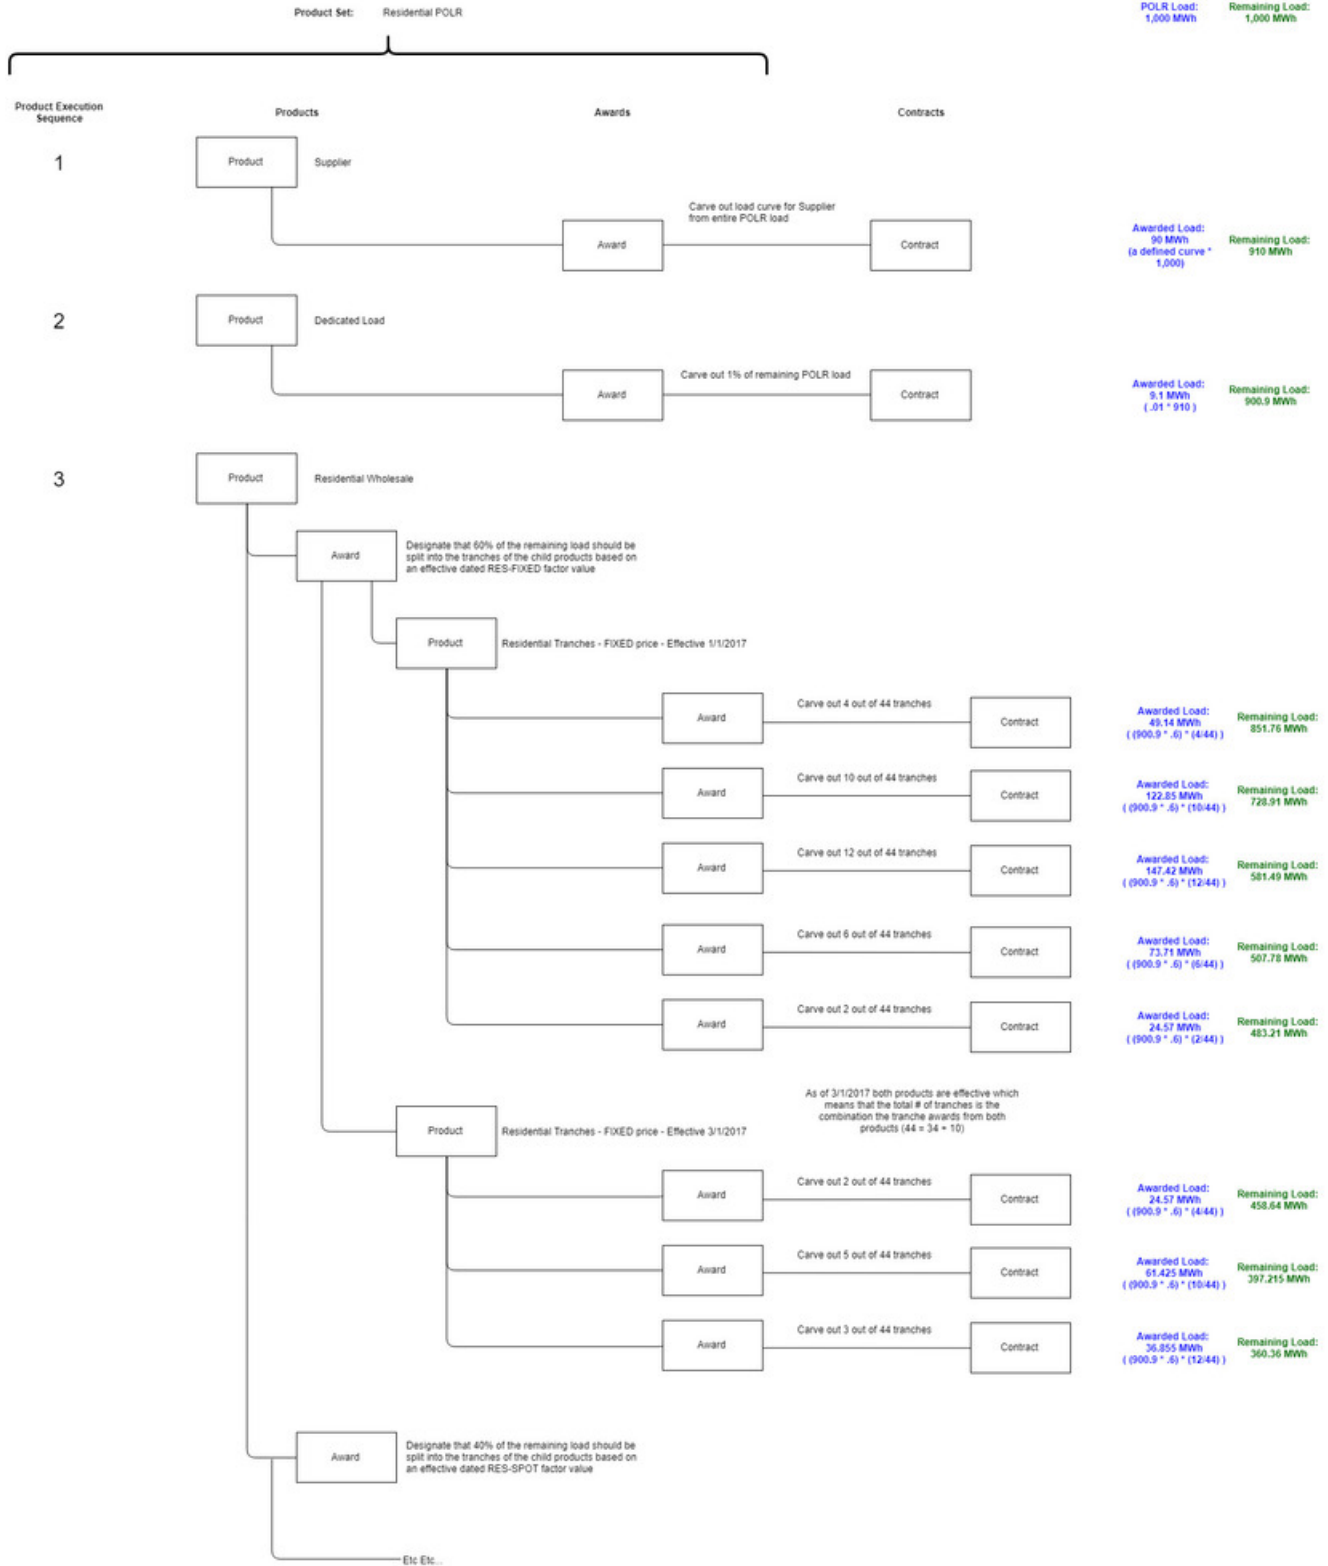 Product Set: Residential POLR
POLR Load:
1,000 MWh
Remaining Load:
1,000 MWh
Product Execution
Sequence
Products
Awards
Contracts
1
Product
Supplier
Carve out load curve for Supplier
from entire POLR load
Award
Contract
Awarded Load:
90 MWh
(a defined curve *
1,000)
Remaining Load:
910 MWh
2
Product
Dedicated Load
Carve out 1% of remaining POLR load
Award
Contract
Awarded Load:
9.1 MWh
( .01 * 910 )
Remaining Load:
900.9 MWh
3
Product
Residential Wholesale
Award
Designate that 60% of the remaining load should be
split into the tranches of the child products based on
an effective dated RES-FIXED factor value
Product
Residential Tranches - FIXED price - Effective 1/1/2017
Award
Carve out 4 out of 44 tranches
Contract
Awarded Load:
49.14 MWh
( (900.9 * .6) * (4/44) )
Remaining Load:
851.76 MWh
Award
Carve out 10 out of 44 tranches
Contract
Awarded Load:
122.85 MWh
( (900.9 * .6) * (10/44) )
Remaining Load:
728.91 MWh
Award
Carve out 12 out of 44 tranches
Contract
Awarded Load:
147.42 MWh
( (900.9 * .6) * (12/44) )
Remaining Load:
581.49 MWh
Award
Carve out 6 out of 44 tranches
Contract
Awarded Load:
73.71 MWh
( (900.9 * .6) * (6/44) )
Remaining Load:
507.78 MWh
Award
Carve out 2 out of 44 tranches
Contract
Awarded Load:
24.57 MWh
( (900.9 * .6) * (2/44) )
Remaining Load:
483.21 MWh
As of 3/1/2017 both products are effective which
means that the total # of tranches is the
combination the tranche awards from both
products (44 = 34 + 10)
Product
Residential Tranches - FIXED price - Effective 3/1/2017
Award
Carve out 2 out of 44 tranches
Contract
Awarded Load:
24.57 MWh
( (900.9 * .6) * (4/44) )
Remaining Load:
458.64 MWh
Award
Carve out 5 out of 44 tranches
Contract
Awarded Load:
61.425 MWh
( (900.9 * .6) * (10/44) )
Remaining Load:
397.215 MWh
Award
Carve out 3 out of 44 tranches
Contract
Awarded Load:
36.855 MWh
( (900.9 * .6) * (12/44) )
Remaining Load:
360.36 MWh
Award
Designate that 40% of the remaining load should be
split into the tranches of the child products based on
an effective dated RES-SPOT factor value
Etc Etc...